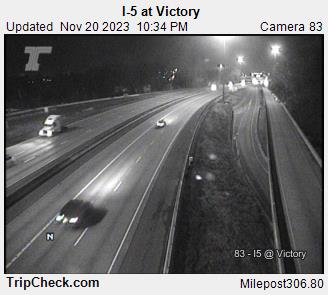 I-5 at Victory
Updated Nov 20 2023 10:34 PM Camera 83
T
N
83 - I5 @ Victory
TripCheck.com Milepost306.80